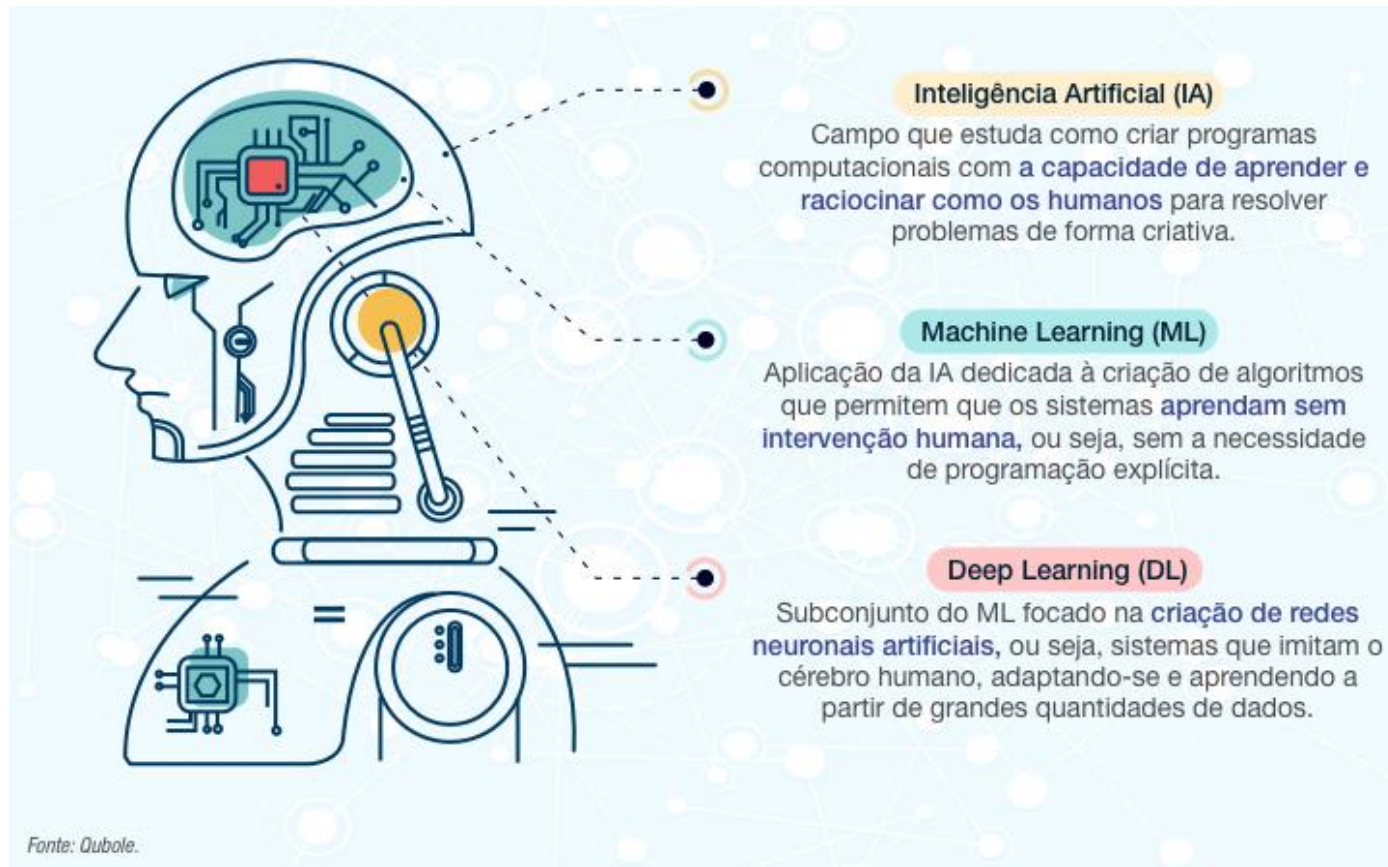 Inteligência Artificial (IA)
Campo que estuda como criar programas
computacionais com a capacidade de aprender e
raciocinar como os humanos para resolver
problemas de forma criativa.
Machine Learning (ML)
Aplicação da IA dedicada à criação de algoritmos
que permitem que os sistemas aprendam sem
intervenção humana, ou seja, sem a necessidade
de programação explícita.
Deep Learning (DL)
Subconjunto do ML focado na criação de redes
neuronais artificiais, ou seja, sistemas que imitam o
cérebro humano, adaptando-se e aprendendo a
partir de grandes quantidades de dados.
Fonte: Qubole.